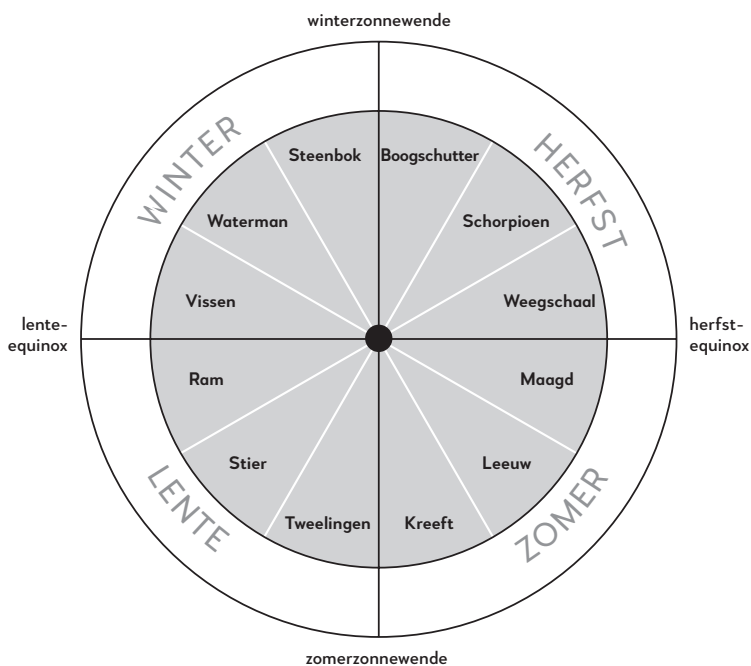 winterzonnewende
WINTER
HERFST
Steenbok
Boogschutter
Waterman
Schorpioen
Vissen
Weegschaal
lente-
equinox
herfst-
equinox
Ram
Maagd
Stier
Leeuw
LENTE
ZOMER
Tweelingen
Kreeft
zomerzonnewende